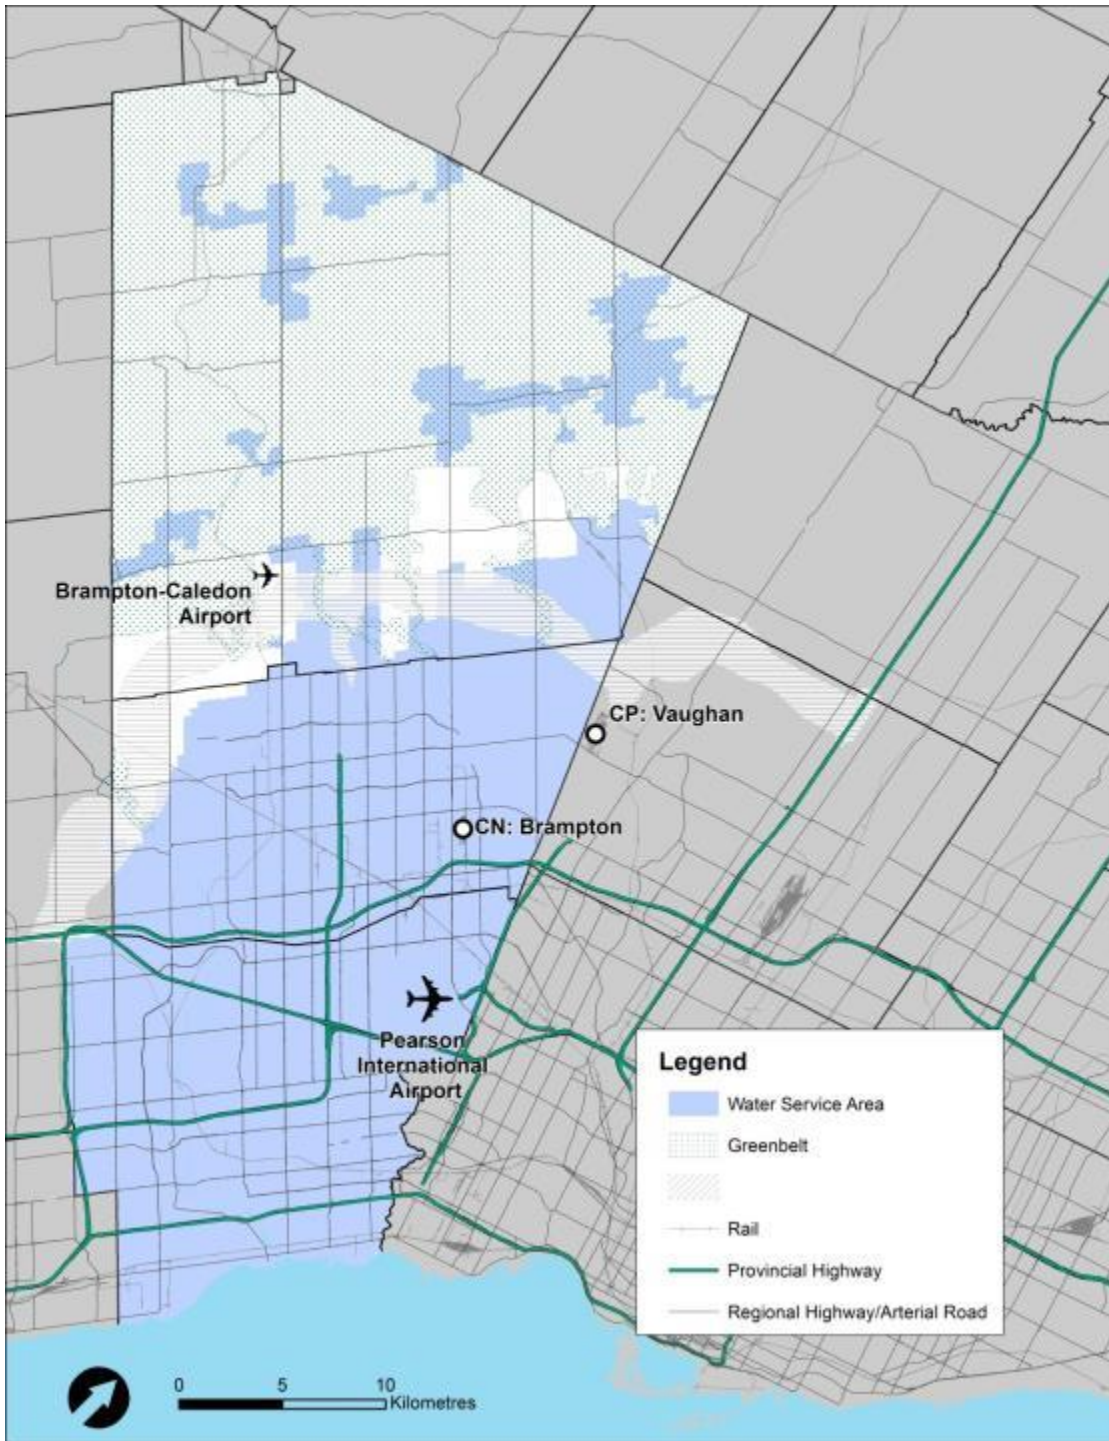 Brampton-Caledon
Airport
CP: Vaughan
CN: Brampton
Pearson
International
Airport
Legend
Water Service Area
Greenbelt
Rail
Provincial Highway
Regional Highway/Arterial Road
0 5 10
Kilometres